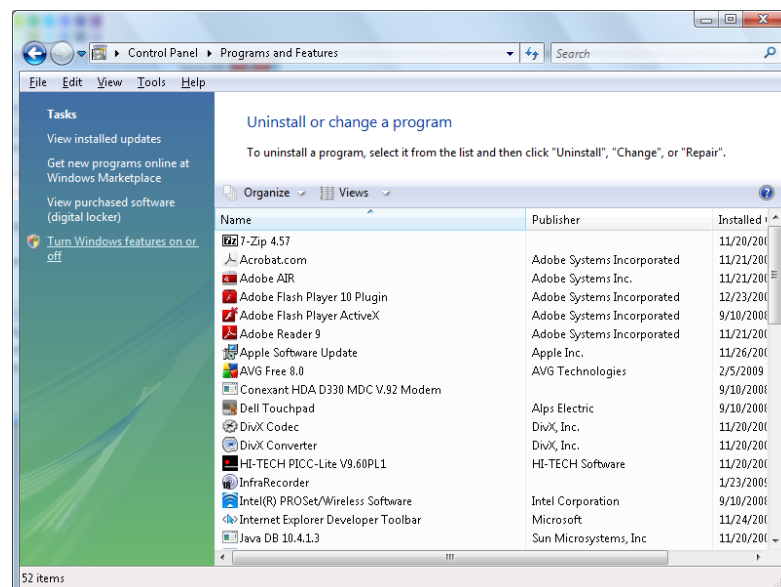 Control Panel ▸ Programs and Features
Search
File Edit View Tools Help
Tasks
View installed updates
Get new programs online at
Windows Marketplace
View purchased software
(digital locker)
Turn Windows features on or
off
Uninstall or change a program
To uninstall a program, select it from the list and then click "Uninstall", "Change", or "Repair".
Organize Views
Name Publisher Installed
7-Zip 4.57 11/20/200
Acrobat.com Adobe Systems Incorporated 11/21/200
Adobe AIR Adobe Systems Inc. 11/21/200
Adobe Flash Player 10 Plugin Adobe Systems Incorporated 12/23/200
Adobe Flash Player ActiveX Adobe Systems Incorporated 9/10/2008
Adobe Reader 9 Adobe Systems Incorporated 11/21/200
Apple Software Update Apple Inc. 11/26/200
AVG Free 8.0 AVG Technologies 2/5/2009
Conexant HDA D330 MDC V.92 Modem 9/10/2008
Dell Touchpad Alps Electric 9/10/2008
DivX Codec DivX, Inc. 11/20/200
DivX Converter DivX, Inc. 11/20/200
HI-TECH PICC-Lite V9.60PL1 HI-TECH Software 11/20/200
InfraRecorder 1/23/2009
Intel(R) PROSet/Wireless Software Intel Corporation 9/10/2008
Internet Explorer Developer Toolbar Microsoft 11/24/200
Java DB 10.4.1.3 Sun Microsystems, Inc 11/20/200
52 items